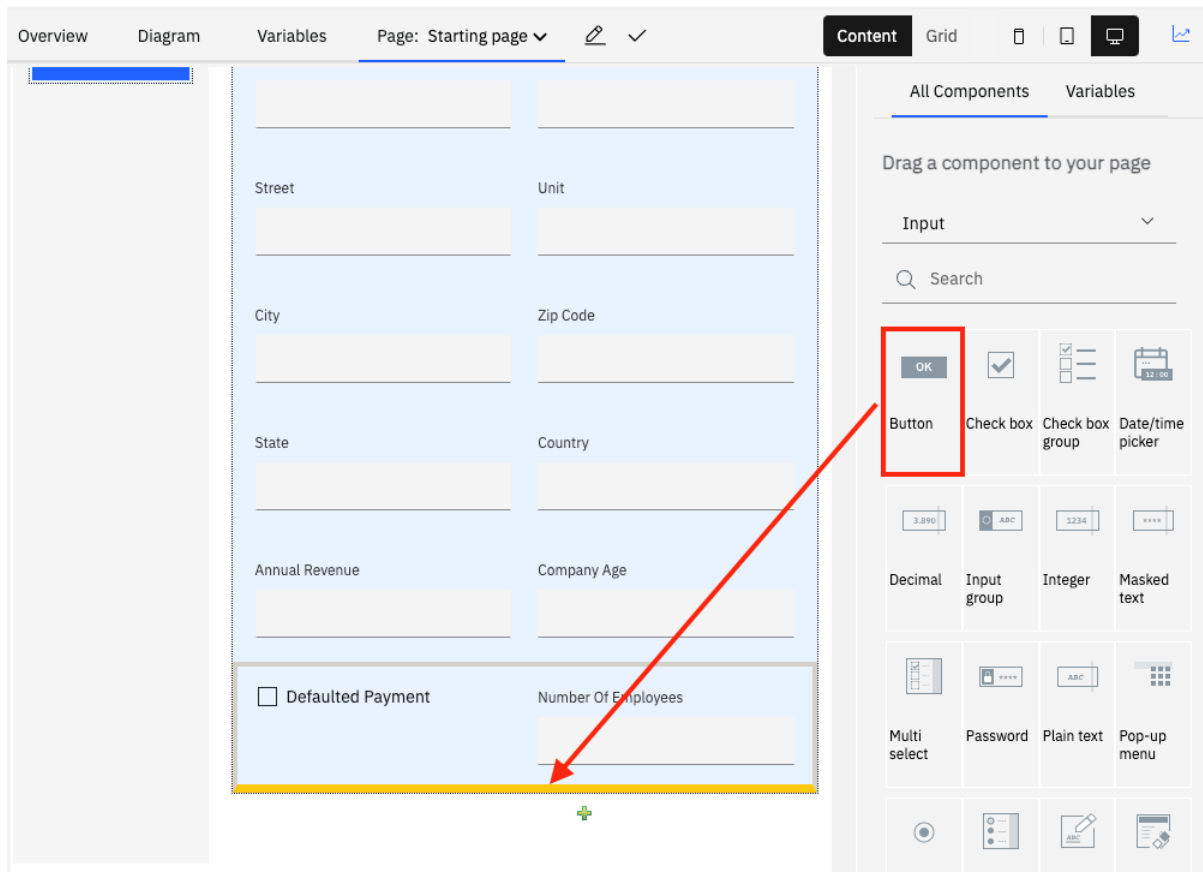 Overview Diagram Variables Page: Starting page Content Grid
All Components Variables
Drag a component to your page
Input
Search
Street Unit
City Zip Code
State Country
Annual Revenue Company Age
Defaulted Payment Number Of Employees
OK 12:00
Button Check box Check box group Date/time picker
3.890 ABC 1234 ****
Decimal Input group Integer Masked text
**** ABC
Multi select Password Plain text Pop-up menu
ABC